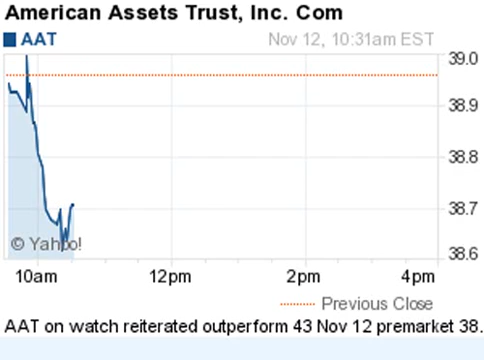 American Assets Trust, Inc. Com
AAT Nov 12, 10:31am EST
39.0
38.9
38.8
38.7
38.6
© Yahoo!
10am 12pm 2pm 4pm
Previous Close
AAT on watch reiterated outperform 43 Nov 12 premarket 38.